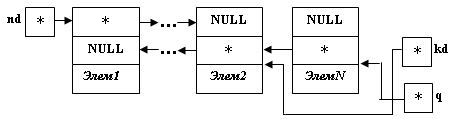 nd * * ... NULL NULL
NULL ... * * * kd
Элем1 Элем2 ЭлемN
* q